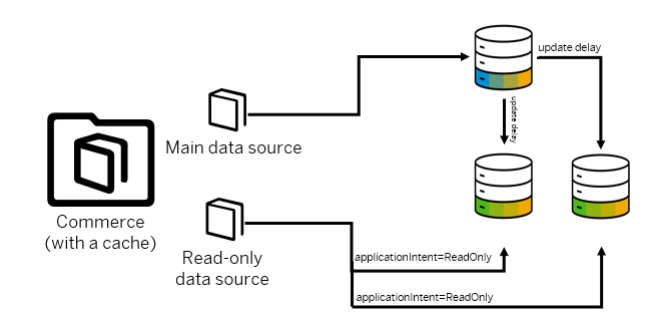 update delay
update delay
Main data source
Commerce
(with a cache)
Read-only
data source
applicationIntent=ReadOnly
applicationIntent=ReadOnly